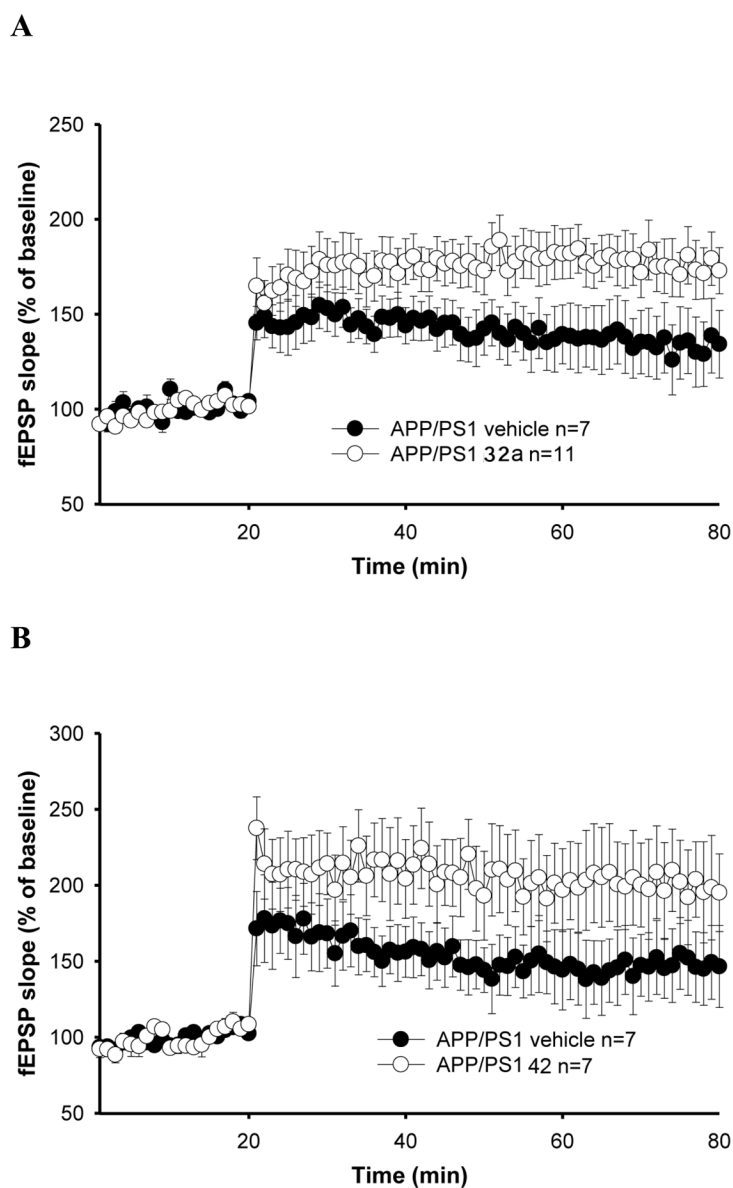 A
250
200
150
100
50
fEPSP slope (% of baseline)
APP/PS1 vehicle n=7
APP/PS1 32a n=11
20
40
60
80
Time (min)
B
300
250
200
150
100
50
fEPSP slope (% of baseline)
APP/PS1 vehicle n=7
APP/PS1 42 n=7
20
40
60
80
Time (min)